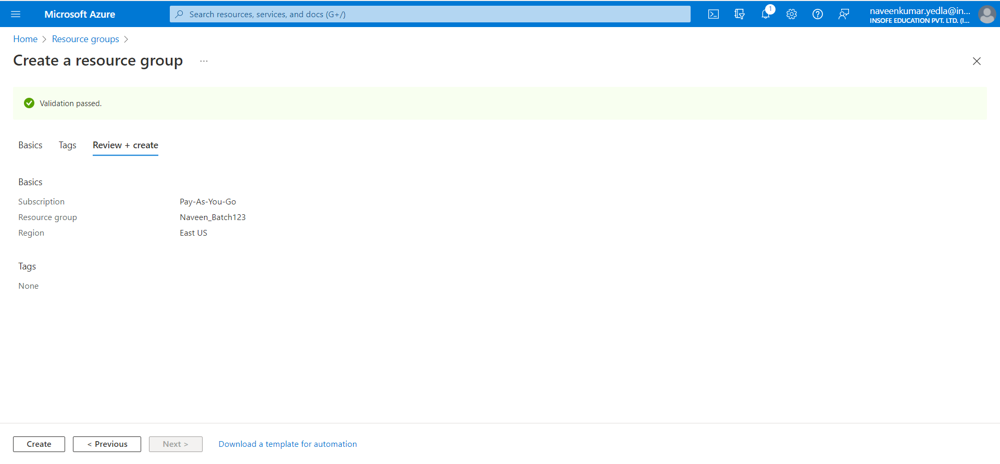 Microsoft Azure
Search resources, services, and docs (G+/)
1
naveenkumar.yedla@in...
INSOFE EDUCATION PVT. LTD. (I...
Home > Resource groups >
Create a resource group ...
Validation passed.
Basics Tags Review + create
Basics
Subscription Pay-As-You-Go
Resource group Naveen_Batch123
Region East US
Tags
None
Create < Previous Next > Download a template for automation